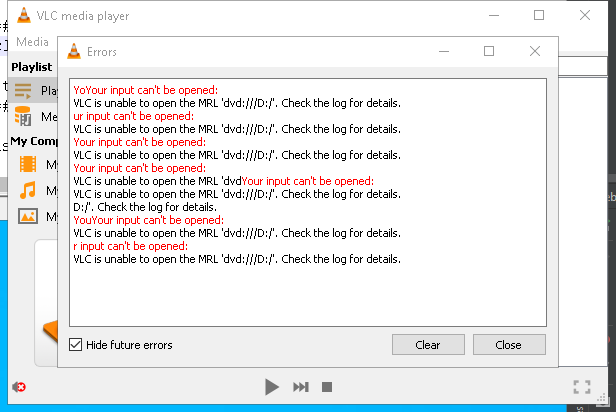 VLC media player
Media
Errors
Playlist
Play
Me
My Comp
My
My
My
YoYour input can't be opened:
VLC is unable to open the MRL 'dvd:///D:/'. Check the log for details.
ur input can't be opened:
VLC is unable to open the MRL 'dvd:///D:/'. Check the log for details.
Your input can't be opened:
VLC is unable to open the MRL 'dvd:///D:/'. Check the log for details.
Your input can't be opened:
VLC is unable to open the MRL 'dvdYour input can't be opened:
VLC is unable to open the MRL 'dvd:///D:/'. Check the log for details.
D:/'. Check the log for details.
YouYour input can't be opened:
VLC is unable to open the MRL 'dvd:///D:/'. Check the log for details.
r input can't be opened:
VLC is unable to open the MRL 'dvd:///D:/'. Check the log for details.
Hide future errors
Clear
Close